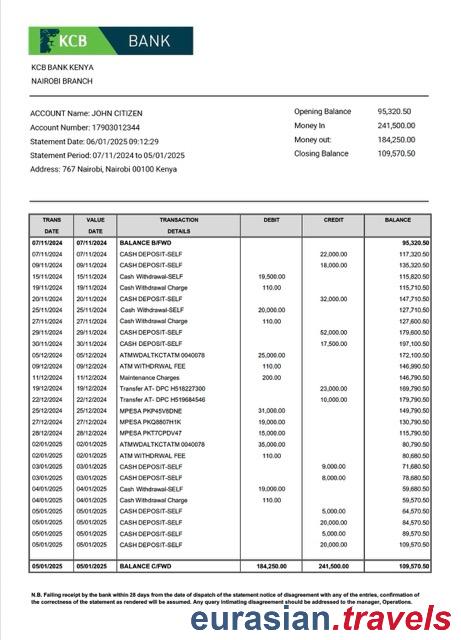 KCB BANK
KCB BANK KENYA
NAIROBI BRANCH
ACCOUNT Name: JOHN CITIZEN
Account Number: 17903012344
Statement Date: 06/01/2025 09:12:29
Statement Period: 07/11/2024 to 05/01/2025
Address: 767 Nairobi, Nairobi 00100 Kenya
Opening Balance 95,320.50
Money In 241,500.00
Money out: 184,250.00
Closing Balance 109,570.50
TRANS DATE VALUE DATE TRANSACTION DETAILS DEBIT CREDIT BALANCE
07/11/2024 07/11/2024 BALANCE B/FWD 95,320.50
07/11/2024 07/11/2024 CASH DEPOSIT-SELF 22,000.00 117,320.50
09/11/2024 09/11/2024 CASH DEPOSIT-SELF 18,000.00 135,320.50
15/11/2024 15/11/2024 Cash Withdrawal-SELF 19,500.00 115,820.50
19/11/2024 19/11/2024 Cash Withdrawal Charge 110.00 115,710.50
20/11/2024 20/11/2024 CASH DEPOSIT-SELF 32,000.00 147,710.50
25/11/2024 25/11/2024 Cash Withdrawal-SELF 20,000.00 127,710.50
27/11/2024 27/11/2024 Cash Withdrawal Charge 110.00 127,600.50
29/11/2024 29/11/2024 CASH DEPOSIT-SELF 52,000.00 179,600.50
30/11/2024 30/11/2024 CASH DEPOSIT-SELF 17,500.00 197,100.50
05/12/2024 05/12/2024 ATMWDALTKCTATM 0040078 25,000.00 172,100.50
09/12/2024 09/12/2024 ATM WITHDRWAL FEE 110.00 146,990.50
11/12/2024 11/12/2024 Maintenance Charges 200.00 146,790.50
19/12/2024 19/12/2024 Transfer AT- DPC H518227300 23,000.00 169,790.50
22/12/2024 22/12/2024 Transfer AT- DPC H519684546 10,000.00 179,790.50
25/12/2024 25/12/2024 MPESA PKP45V8DNE 31,000.00 149,790.50
27/12/2024 27/12/2024 MPESA PKQ8807H1K 19,000.00 130,790.50
28/12/2024 28/12/2024 MPESA PKT7CPDV47 15,000.00 115,790.50
02/01/2025 02/01/2025 ATMWDALTKCTATM 0040078 35,000.00 80,790.50
02/01/2025 02/01/2025 ATM WITHDRWAL FEE 110.00 80,680.50
03/01/2025 03/01/2025 CASH DEPOSIT-SELF 9.000.00 71,680.50
03/01/2025 03/01/2025 CASH DEPOSIT-SELF 8,000.00 78,680.50
04/01/2025 04/01/2025 Cash Withdrawal-SELF 19,000.00 59,680.50
04/01/2025 04/01/2025 Cash Withdrawal Charge 110.00 59,570.50
05/01/2025 05/01/2025 CASH DEPOSIT-SELF 5,000.00 64,570.50
05/01/2025 05/01/2025 CASH DEPOSIT-SELF 20,000.00 84,570.50
05/01/2025 05/01/2025 CASH DEPOSIT-SELF 5,000.00 89,570.50
05/01/2025 05/01/2025 CASH DEPOSIT-SELF 20,000.00 109,570.50
05/01/2025 05/01/2025 BALANCE C/FWD 184,250.00 241,500.00 109,570.50
N.B. Failing receipt by the bank within 28 days from the date of dispatch of the statement notice of disagreement with any of the entries, confirmation
of the correctness of the statement as rendered will be assumed. Any query intimating disagreement should be addressed to the manager, Operations.
eurasian.travels